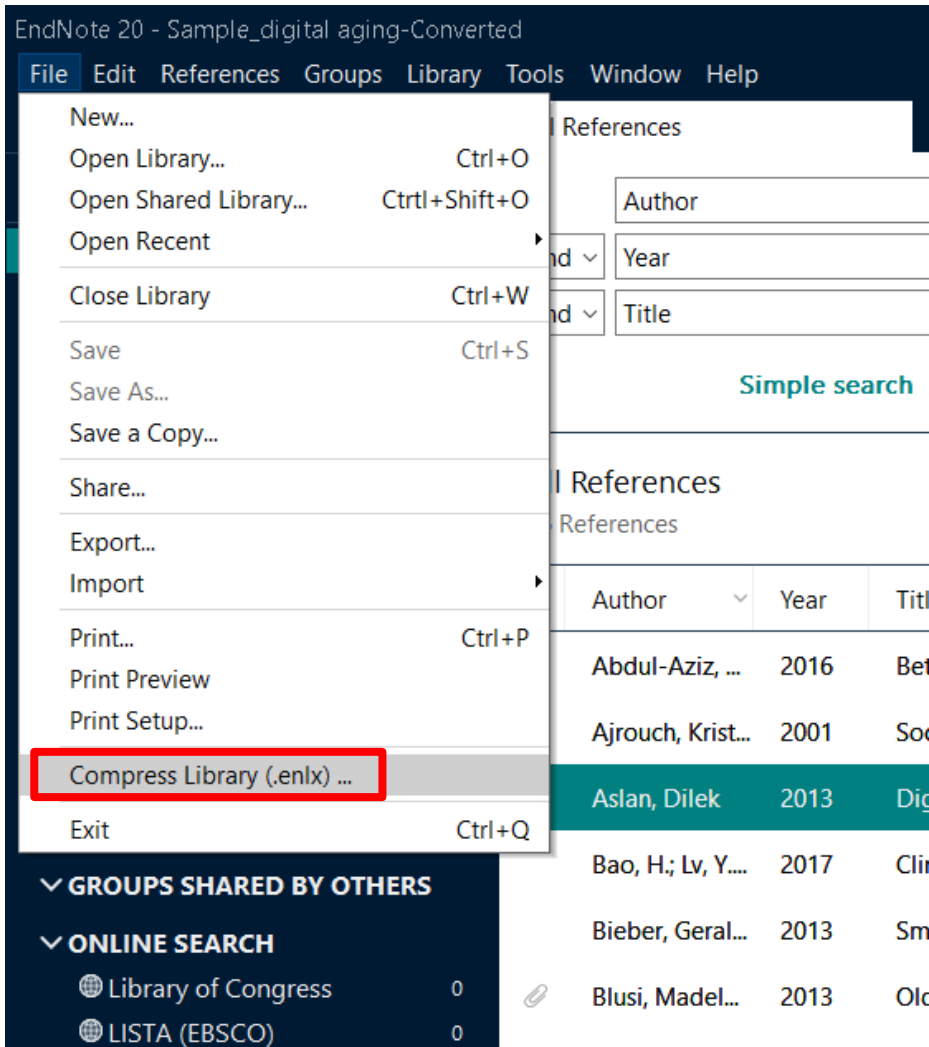 EndNote 20 - Sample_digital aging-Converted
File Edit References Groups Library Tools Window Help
New...
Open Library... Ctrl+O
Open Shared Library... Ctrtl+Shift+O
Open Recent
Close Library Ctrl+W
Save Ctrl+S
Save As...
Save a Copy...
Share...
Export...
Import
Print... Ctrl+P
Print Preview
Print Setup...
Compress Library (.enlx) ...
Exit Ctrl+Q
GROUPS SHARED BY OTHERS
ONLINE SEARCH
Library of Congress 0
LISTA (EBSCO) 0
References
Author
Year
Title
Simple search
References
References
Author Year
Abdul-Aziz, ... 2016
Ajrouch, Krist... 2001
Aslan, Dilek 2013
Bao, H.; Lv, Y.... 2017
Bieber, Geral... 2013
Blusi, Madel... 2013